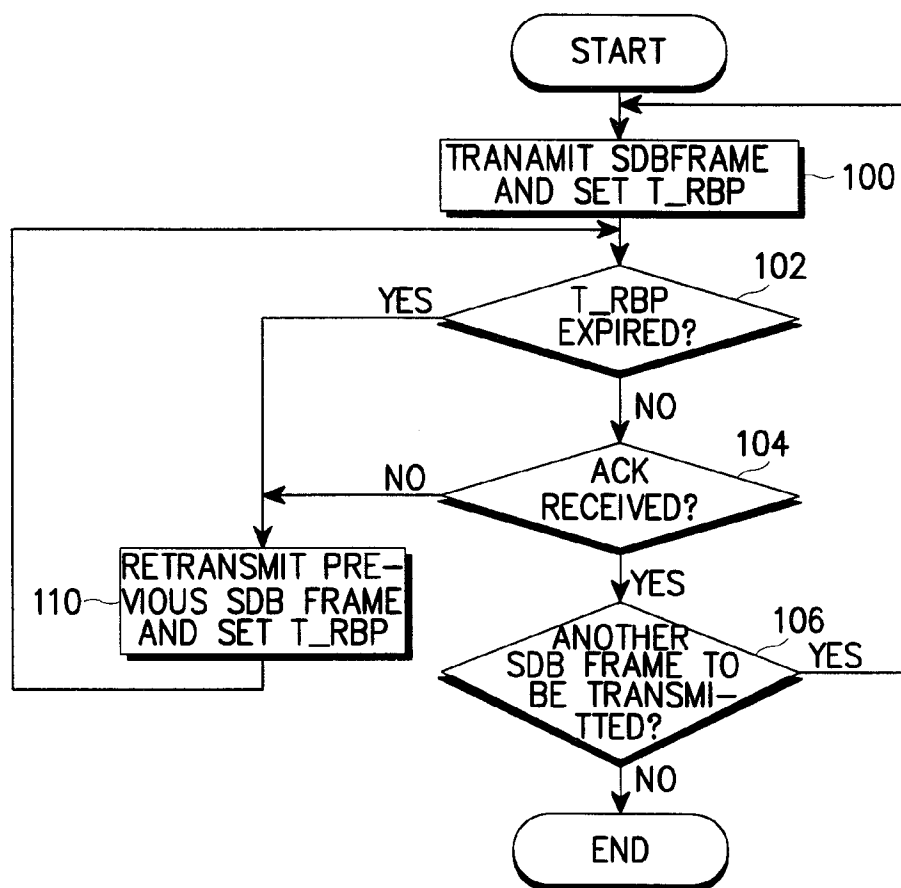 START
TRANAMIT SDBFRAME
AND SET T_RBP
100
102
YES
T_RBP
EXPIRED?
NO
104
NO
ACK
RECEIVED?
RETRANSMIT PRE-
VIOUS SDB FRAME
AND SET T_RBP
110
YES
106
ANOTHER
SDB FRAME TO
BE TRANSMI-
TTED?
YES
NO
END